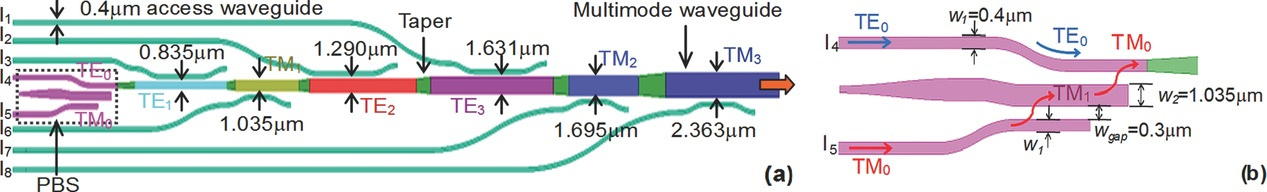 I1
0.4μm access waveguide
Taper
Multimode waveguide
I2
I3
0.835μm
TM1
1.290μm
1.631μm
TM2
TM3
I4
TE0
TE1
TE2
TE3
I5
TM0
I6
1.035μm
1.695μm
2.363μm
I7
I8
PBS
(a)
w1=0.4μm
TE0
TE0
TM0
I4
TM1
w2=1.035μm
wgap=0.3μm
w1
I5
TM0
(b)